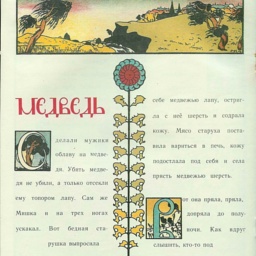 МЕДВЕДЬ
Сделали мужики
облаву на медве-
дя. Убить медве-
дя не убили, а только отсекли
ему топором лапу. Сам же
Мишка и на трех ногах
ускакал. Вот бедная ста-
рушка выпросила
себе медвежью лапу, остриг-
ла с неё шерсть и содрала
кожу. Мясо старуха поста-
вила вариться в печь, кожу
подостлала под себя и села
прясть медвежью шерсть.
Вот она пряла, пряла,
допряла до полу-
ночи. Как вдруг
слышит, кто-то под